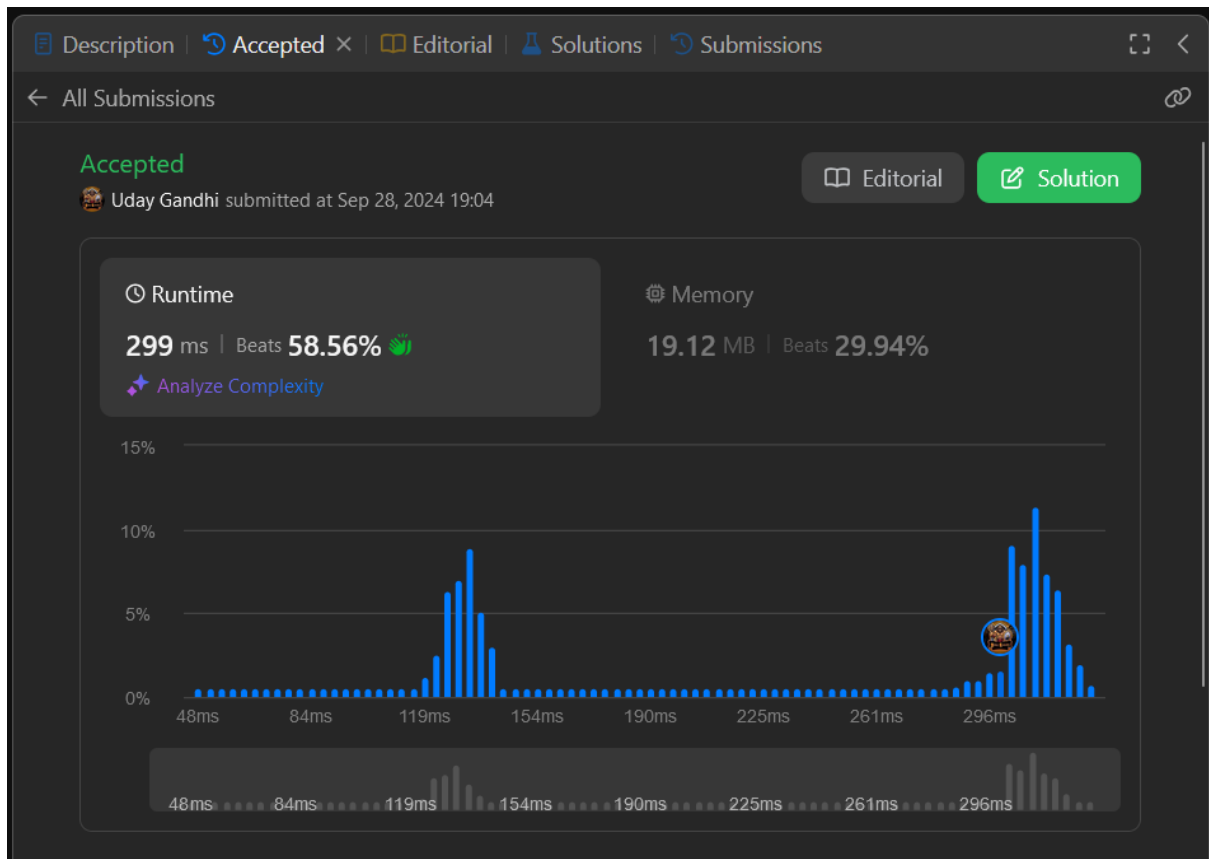 Description Accepted Editorial Solutions Submissions
All Submissions
Accepted
Editorial Solution
Uday Gandhi submitted at Sep 28, 2024 19:04
Runtime Memory
299 ms Beats 58.56% 19.12 MB Beats 29.94%
Analyze Complexity
15%
10%
5%
0%
48ms 84ms 119ms 154ms 190ms 225ms 261ms 296ms
48ms 84ms 119ms 154ms 190ms 225ms 261ms 296ms